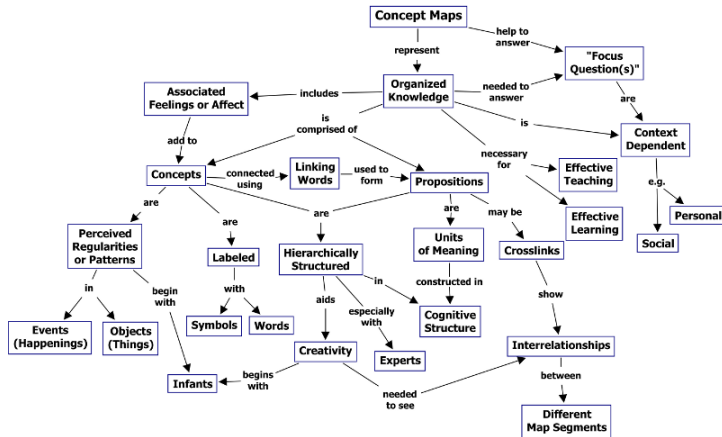 Concept Maps
help to
answer
represent
"Focus
Question(s)"
Associated
Feelings or Affect
includes
Organized
Knowledge
needed to
answer
are
is
comprised of
is
Context
Dependent
add to
necessary
for
Effective
Teaching
e.g.
Concepts
connected
using
Linking
Words
used to
form
Propositions
Personal
Effective
Learning
Social
are
are
are
are
may be
Perceived
Regularities
or Patterns
Labeled
Hierarchically
Structured
Units
of Meaning
Crosslinks
in
begin
with
with
aids
especially
with
in
constructed in
show
Events
(Happenings)
Objects
(Things)
Symbols
Words
Cognitive
Structure
Creativity
Experts
Interrelationships
Infants
begins
with
needed
to see
between
Different
Map Segments